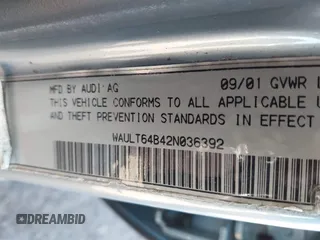 MFD BY AUDI AG 09/01 GVWR
THIS VEHICLE CONFORMS TO ALL APPLICABLE
AND THEFT PREVENTION STANDARDS IN EFFECT
WAULT64B42N036392
DREAMBID